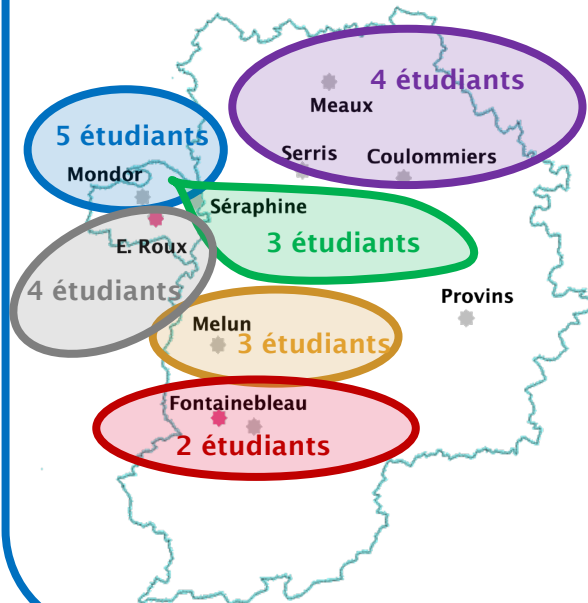 4 étudiants
Meaux
5 étudiants
Serris
Coulommiers
Mondor
Séraphine
E. Roux
3 étudiants
4 étudiants
Provins
Melun
3 étudiants
Fontainebleau
2 étudiants